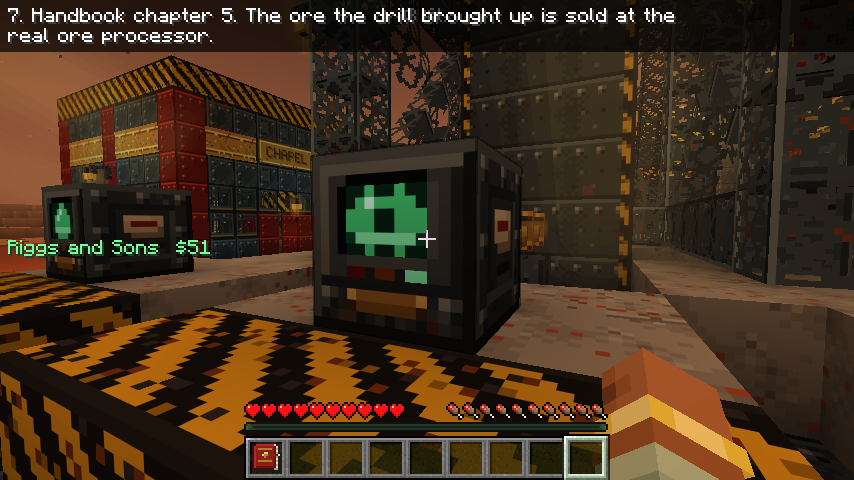 7. Handbook chapter 5. The ore the drill brought up is sold at the
real ore processor.
CHAPEL
Riggs and Sons $51